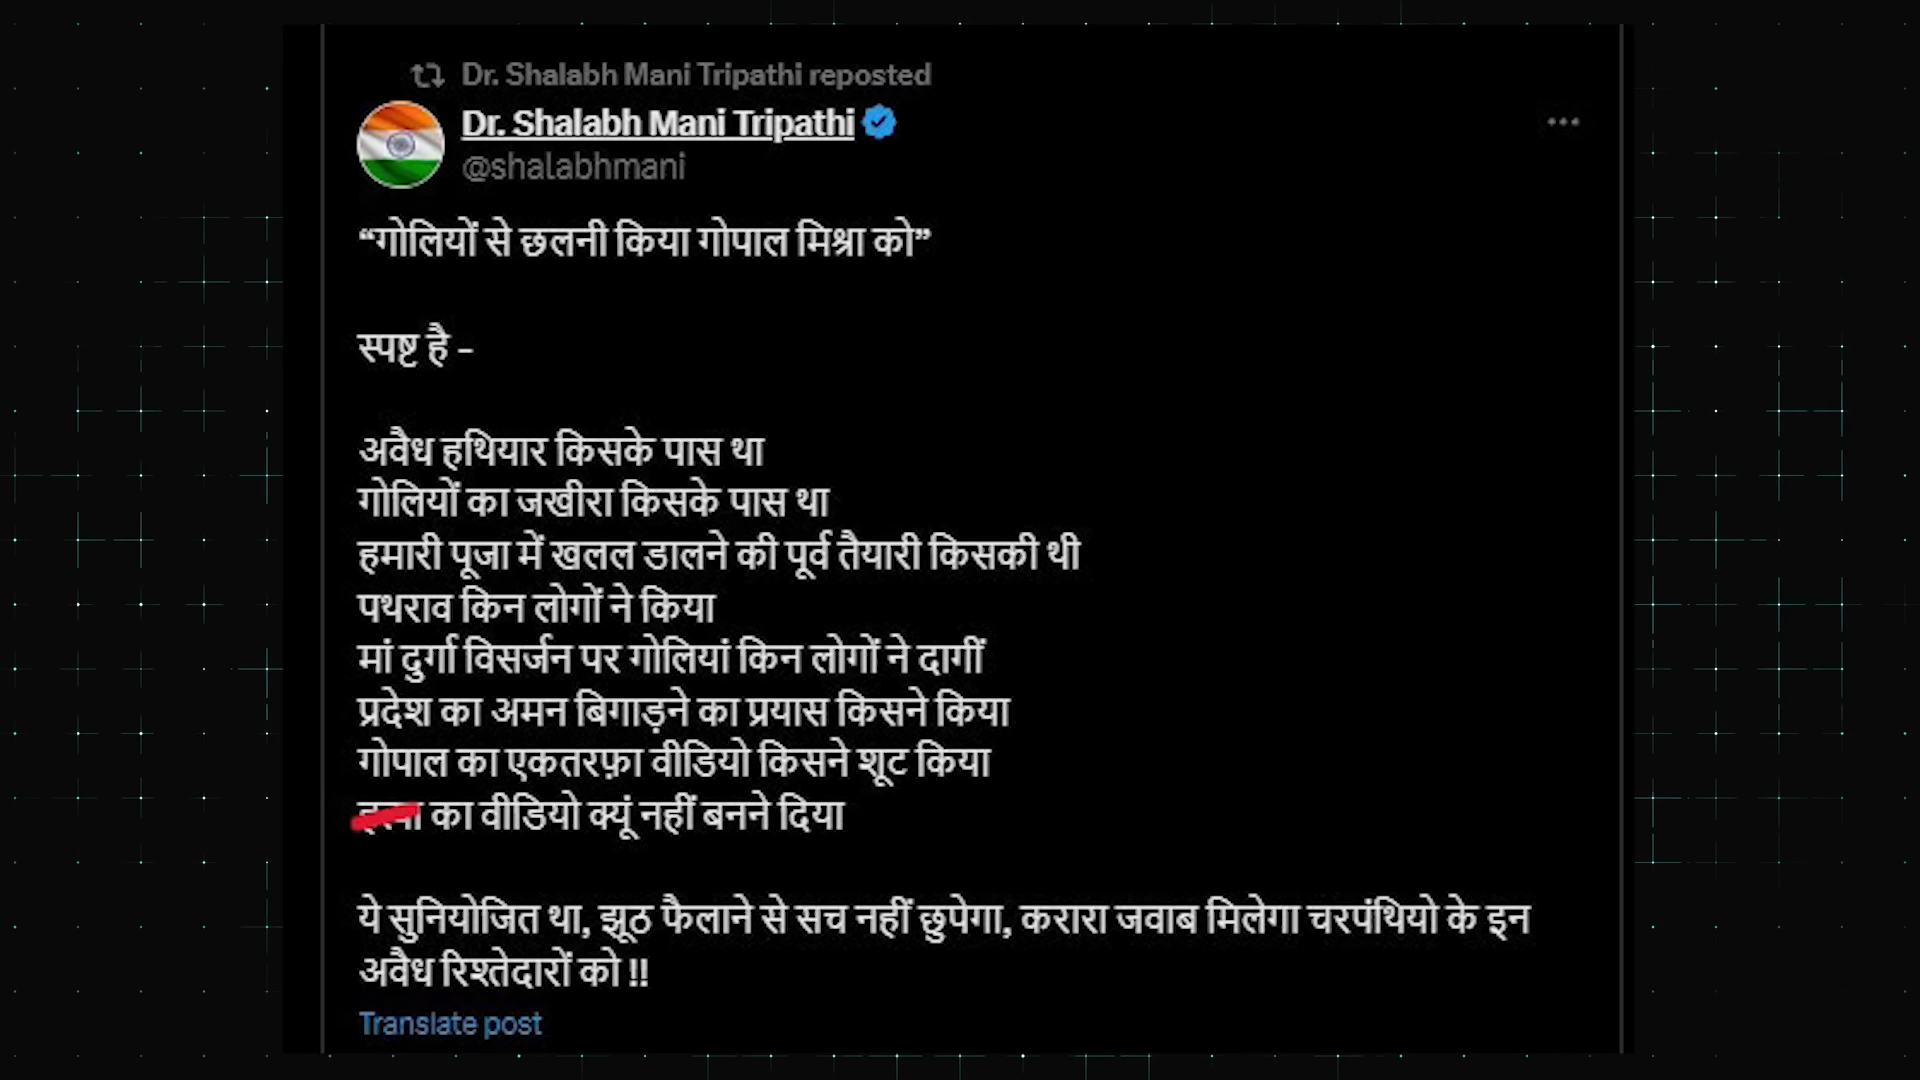 Dr. Shalabh Mani Tripathi reposted
Dr. Shalabh Mani Tripathi
@shalabhmani
“गोलियों से छलनी किया गोपाल मिश्रा को”
स्पष्ट है –
अवैध हथियार किसके पास था
गोलियों का जखीरा किसके पास था
हमारी पूजा में खलल डालने की पूर्व तैयारी किसकी थी
पथराव किन लोगों ने किया
मां दुर्गा विसर्जन पर गोलियां किन लोगों ने दागीं
प्रदेश का अमन बिगाड़ने का प्रयास किसने किया
गोपाल का एकतरफ़ा वीडियो किसने शूट किया
का वीडियो क्यूं नहीं बनने दिया
ये सुनियोजित था, झूठ फैलाने से सच नहीं छुपेगा, करारा जवाब मिलेगा चरपंथियो के इन
अवैध रिश्तेदारों को !!
Translate post